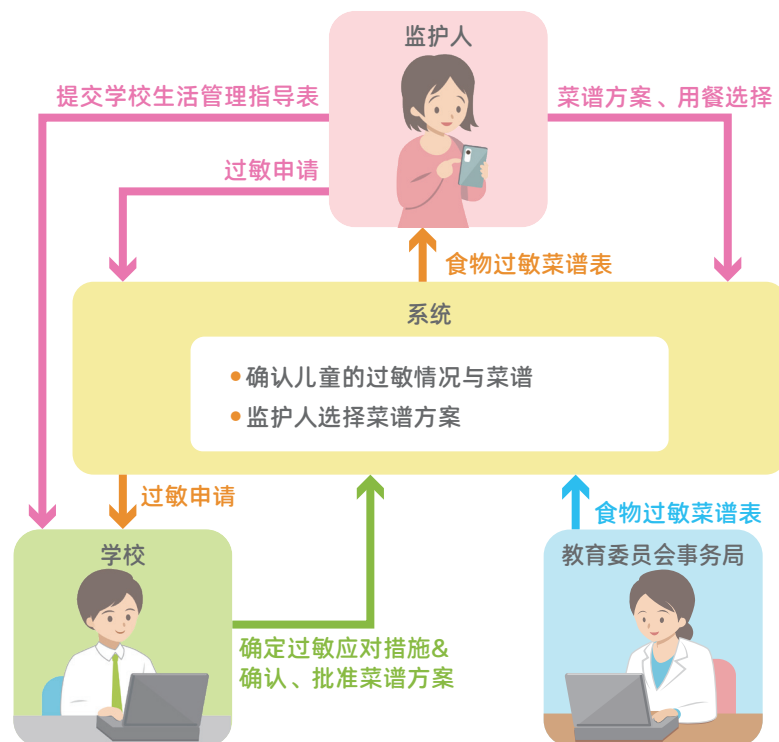 监护人
提交学校生活管理指导表
菜谱方案、用餐选择
过敏申请
食物过敏菜谱表
系统
•确认儿童的过敏情况与菜谱
•监护人选择菜谱方案
过敏申请
食物过敏菜谱表
学校
教育委员会事务局
确定过敏应对措施&
确认、批准菜谱方案